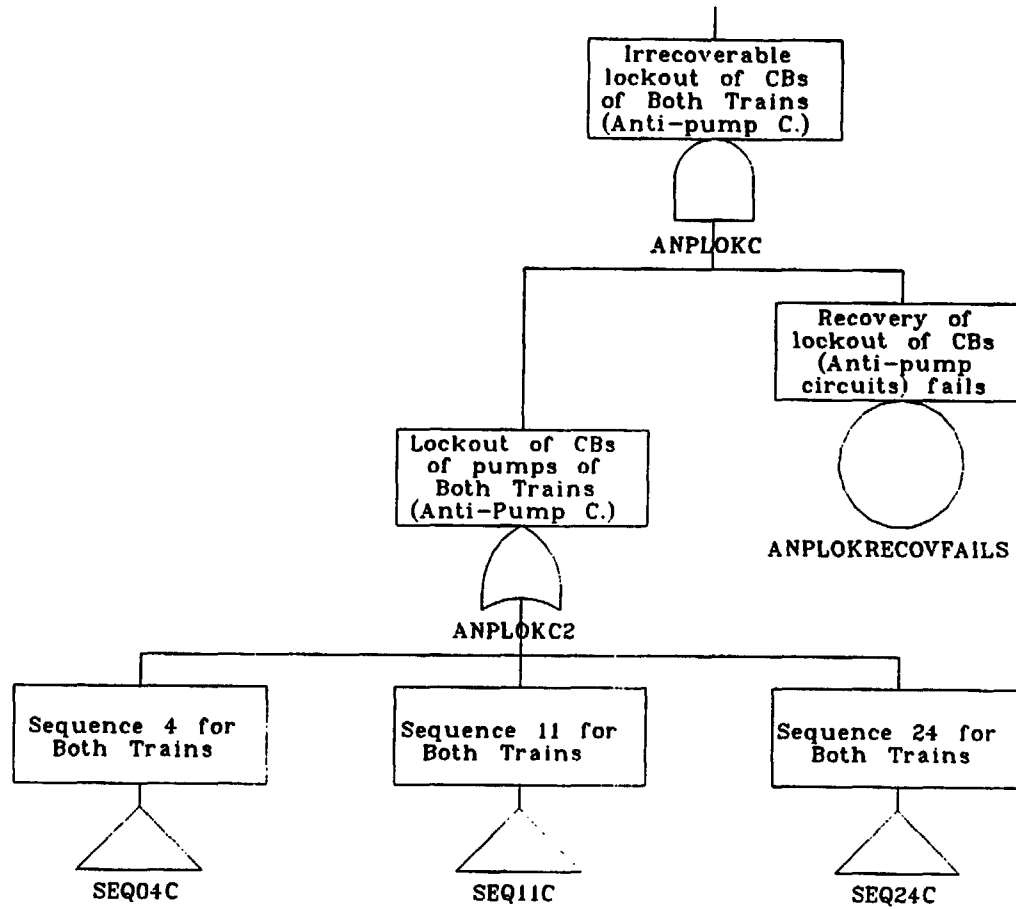 Irrecoverable
lockout of CBs
of Both Trains
(Anti-pump C.)
ANPLOKC
Recovery of
lockout of CBs
(Anti-pump
circuits) fails
ANPLOKRECOVFAILS
Lockout of CBs
of pumps of
Both Trains
(Anti-Pump C.)
ANPLOKC2
Sequence 4 for
Both Trains
SEQ04C
Sequence 11 for
Both Trains
SEQ11C
Sequence 24 for
Both Trains
SEQ24C